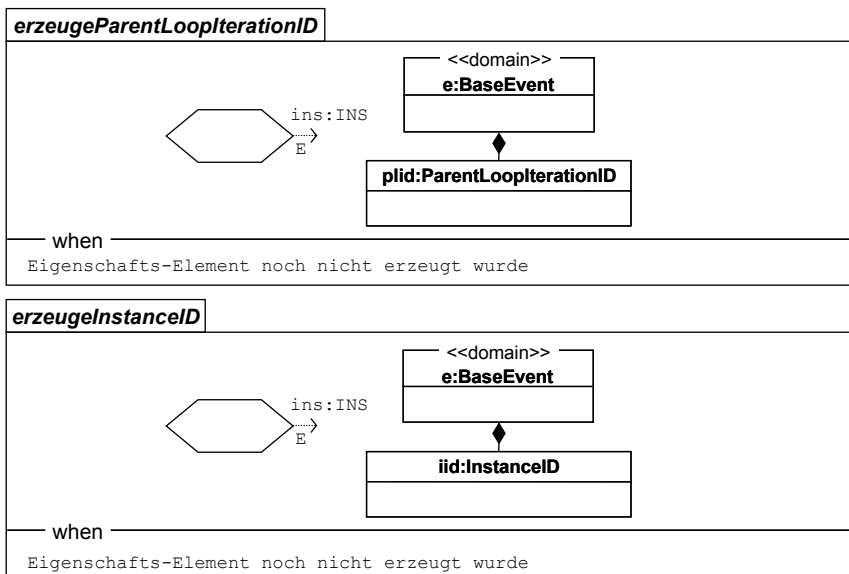 erzeugeParentLoopIterationID
<<domain>>
e:BaseEvent
ins:INS
E
plid:ParentLoopIterationID
when
Eigenschafts-Element noch nicht erzeugt wurde
erzeugeInstanceID
<<domain>>
e:BaseEvent
ins:INS
E
iid:InstanceID
when
Eigenschafts-Element noch nicht erzeugt wurde